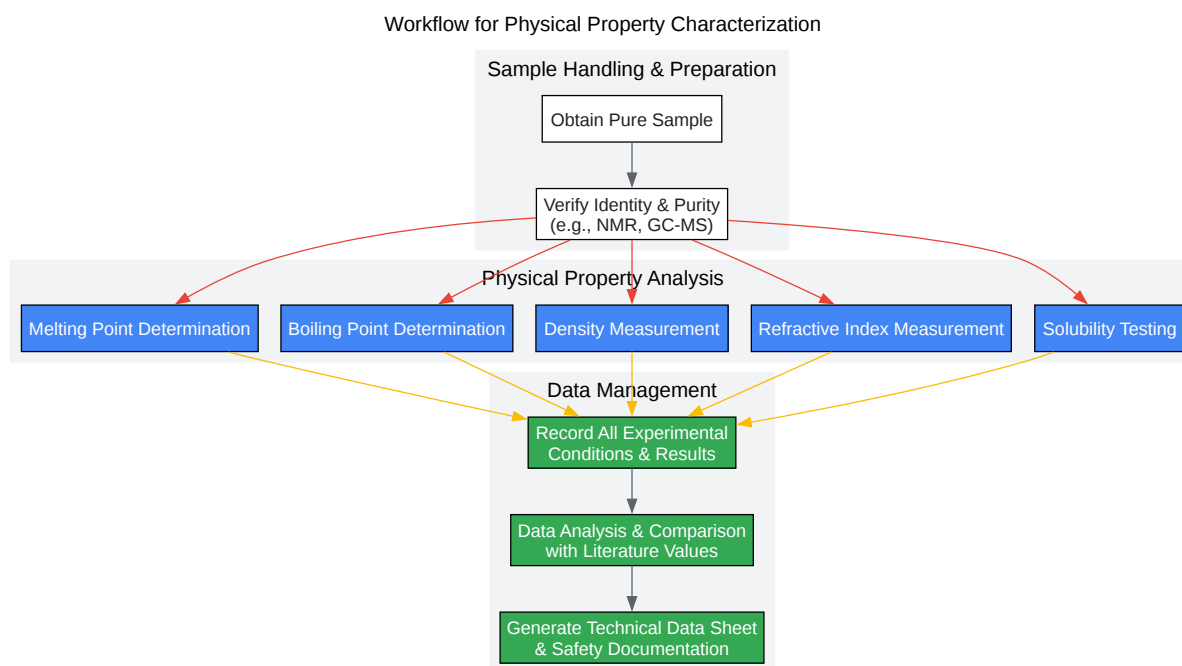 Workflow for Physical Property Characterization
Sample Handling & Preparation
Obtain Pure Sample
Verify Identity & Purity
(e.g., NMR, GC-MS)
Physical Property Analysis
Melting Point Determination
Boiling Point Determination
Density Measurement
Refractive Index Measurement
Solubility Testing
Data Management
Record All Experimental
Conditions & Results
Data Analysis & Comparison
with Literature Values
Generate Technical Data Sheet
& Safety Documentation